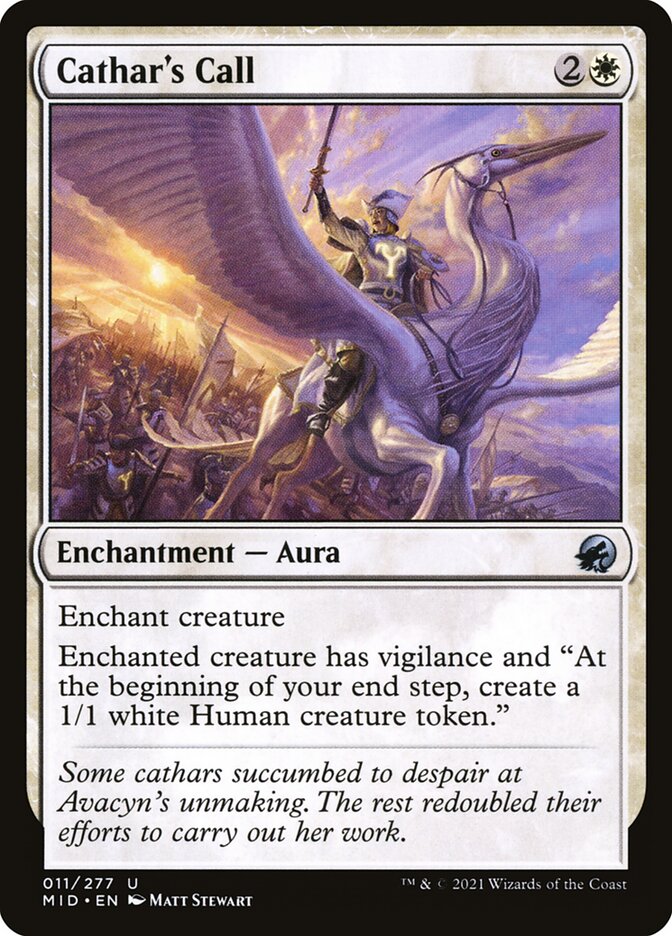 Cathar's Call 2
Enchantment — Aura
Enchant creature
Enchanted creature has vigilance and “At
the beginning of your end step, create a
1/1 white Human creature token.”
Some cathars succumbed to despair at
Avacyn's unmaking. The rest redoubled their
efforts to carry out her work.
011/277 U
MID • EN Matt Stewart
™ & © 2021 Wizards of the Coast